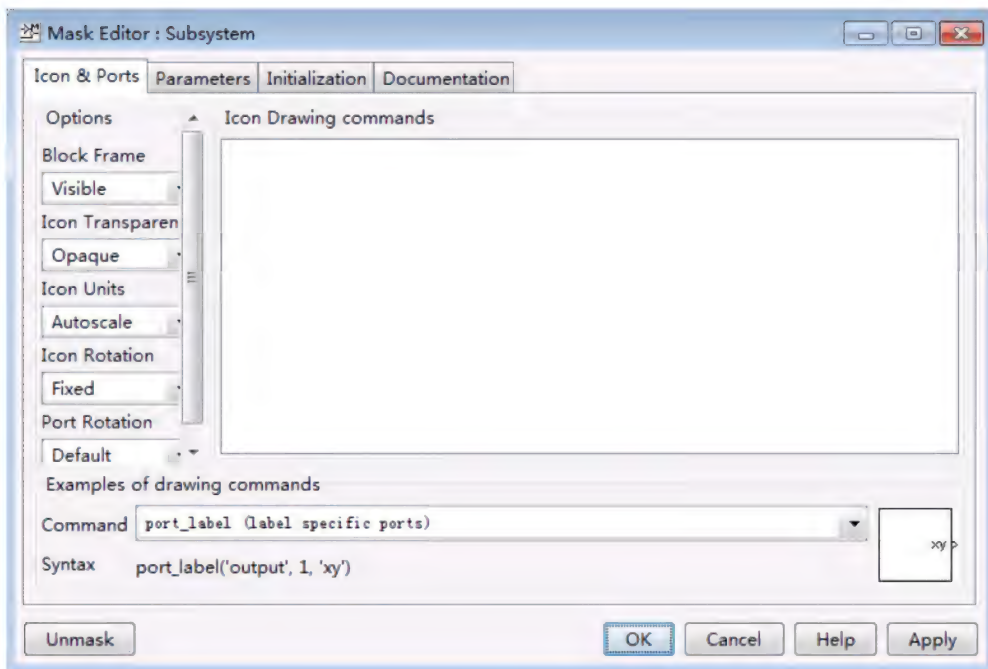 Mask Editor : Subsystem
Icon & Ports Parameters Initialization Documentation
Options
Icon Drawing commands
Block Frame
Visible
Icon Transparen
Opaque
Icon Units
Autoscale
Icon Rotation
Fixed
Port Rotation
Default
Examples of drawing commands
Command port_label (label specific ports)
xy
Syntax port_label('output', 1, 'xy')
Unmask OK Cancel Help Apply